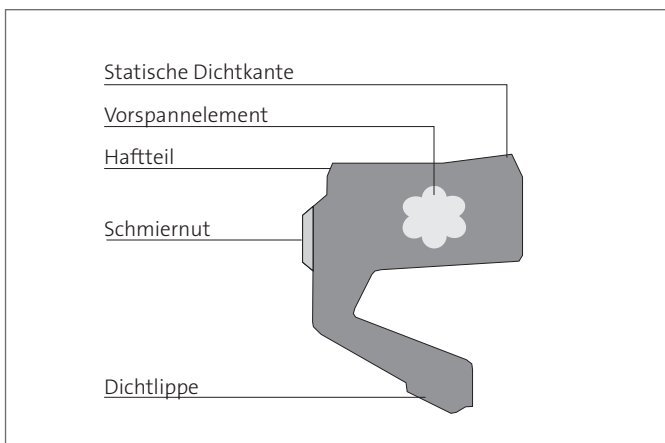 Statische Dichtkante
Vorspannelement
Haftteil
Schmiernut
Dichtlippe